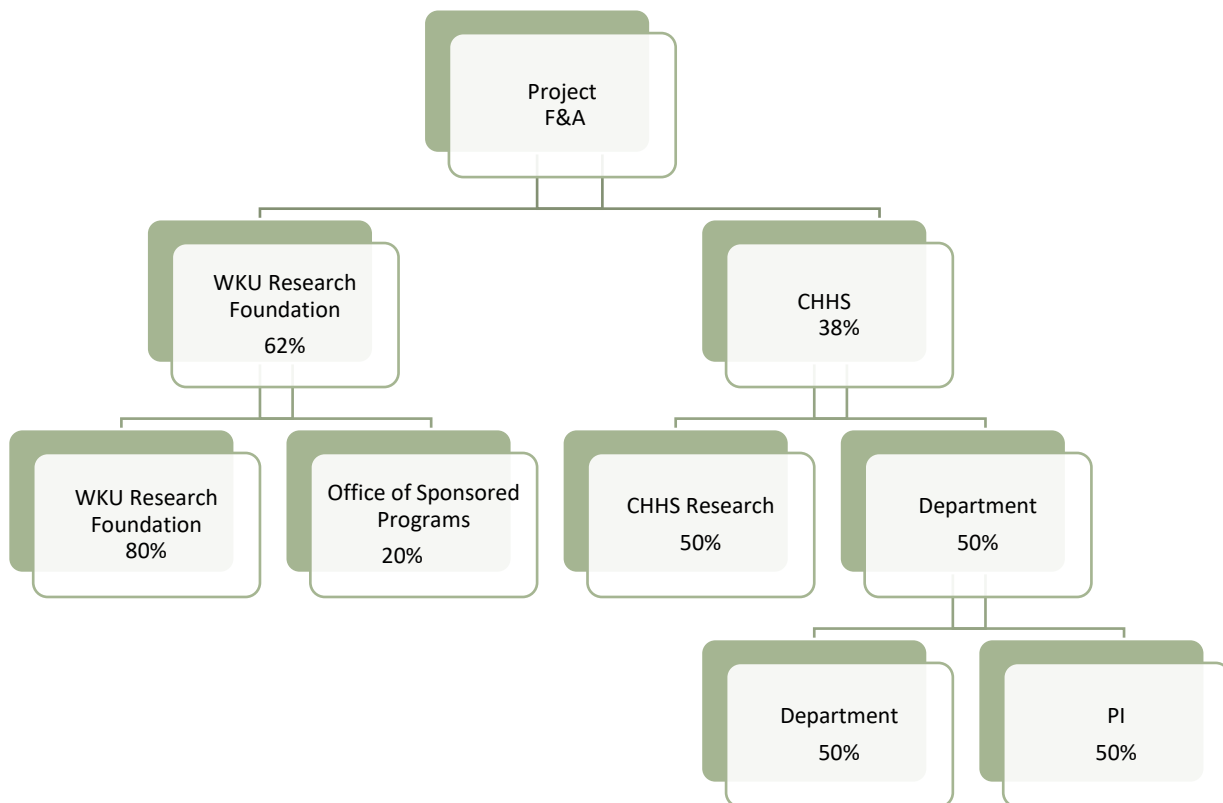 Project
F&A
WKU Research
Foundation
62%
CHHS
38%
WKU Research
Foundation
80%
Office of Sponsored
Programs
20%
CHHS Research
50%
Department
50%
Department
50%
PI
50%